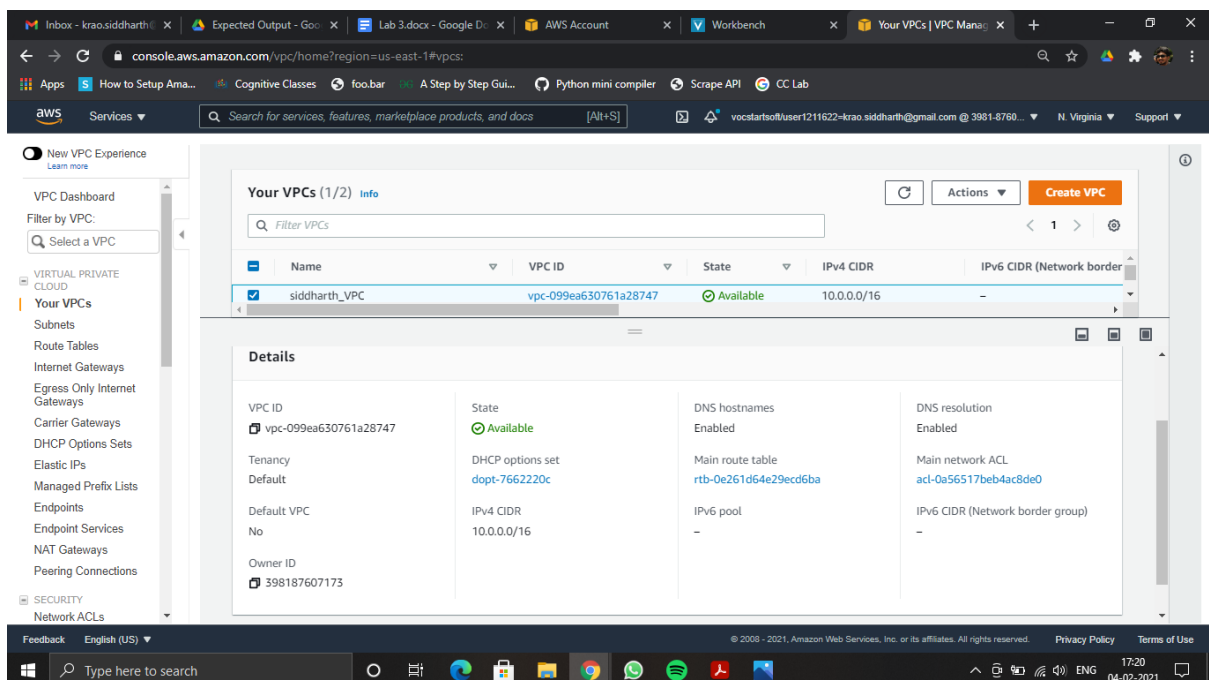 Inbox - krao.siddharth
Expected Output - Goo
Lab 3.docx - Google Do
AWS Account
Workbench
Your VPCs | VPC Manag
console.aws.amazon.com/vpc/home?region=us-east-1#vpcs:
Apps
How to Setup Ama...
Cognitive Classes
foo.bar
A Step by Step Gui...
Python mini compiler
Scrape API
CC Lab
aws
Services
Search for services, features, marketplace products, and docs
[Alt+S]
vocstartsoft/user1211622=krao.siddharth@gmail.com @ 3981-8760...
N. Virginia
Support
New VPC Experience
Learn more
VPC Dashboard
Filter by VPC:
Select a VPC
VIRTUAL PRIVATE
CLOUD
Your VPCs
Subnets
Route Tables
Internet Gateways
Egress Only Internet
Gateways
Carrier Gateways
DHCP Options Sets
Elastic IPs
Managed Prefix Lists
Endpoints
Endpoint Services
NAT Gateways
Peering Connections
SECURITY
Network ACLs
Your VPCs (1/2) Info
Actions
Create VPC
Filter VPCs
1
Name VPC ID State IPv4 CIDR IPv6 CIDR (Network border
siddharth_VPC vpc-099ea630761a28747 Available 10.0.0.0/16 –
Details
VPC ID
vpc-099ea630761a28747
State
Available
DNS hostnames
Enabled
DNS resolution
Enabled
Tenancy
Default
DHCP options set
dopt-7662220c
Main route table
rtb-0e261d64e29ecd6ba
Main network ACL
acl-0a56517beb4ac8de0
Default VPC
No
IPv4 CIDR
10.0.0.0/16
IPv6 pool
–
IPv6 CIDR (Network border group)
–
Owner ID
398187607173
Feedback
English (US)
© 2008 - 2021, Amazon Web Services, Inc. or its affiliates. All rights reserved.
Privacy Policy
Terms of Use
Type here to search
ENG
17:20
04-02-2021